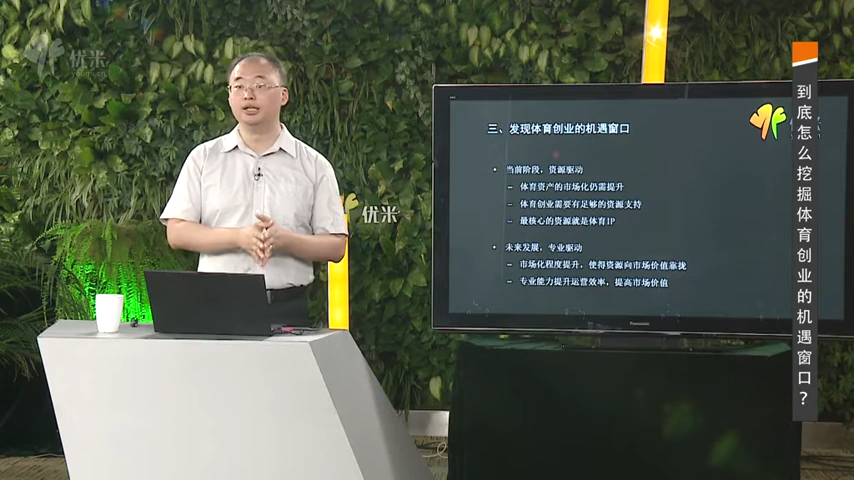 优米
youmi.cn
三、发现体育创业的机遇窗口
• 当前阶段，资源驱动
– 体育资产的市场化仍需提升
– 体育创业需要有足够的资源支持
– 最核心的资源就是体育IP
• 未来发展，专业驱动
– 市场化程度提升，使得资源向市场价值靠拢
– 专业能力提升运营效率，提高市场价值
Panasonic
优米
到底怎么挖掘体育创业的机遇窗口？